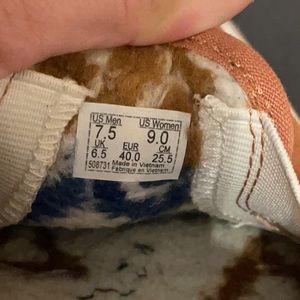 US Men US Women
7.5 9.0
UK EUR CM
6.5 40.0 25.5
508731 Made in Vietnam
Fabriqué en Vietnam